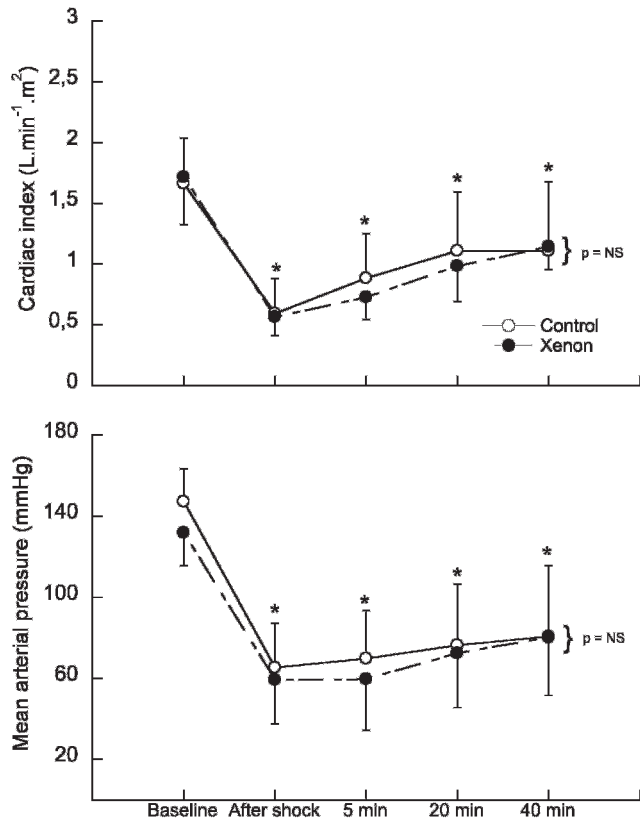 Cardiac index (L.min⁻¹.m²)
3
2,5
2
1,5
1
0,5
0
* * * *
} p = NS
Control
Xenon
Mean arterial pressure (mmHg)
180
140
100
60
20
* * * *
} p = NS
Baseline After shock 5 min 20 min 40 min